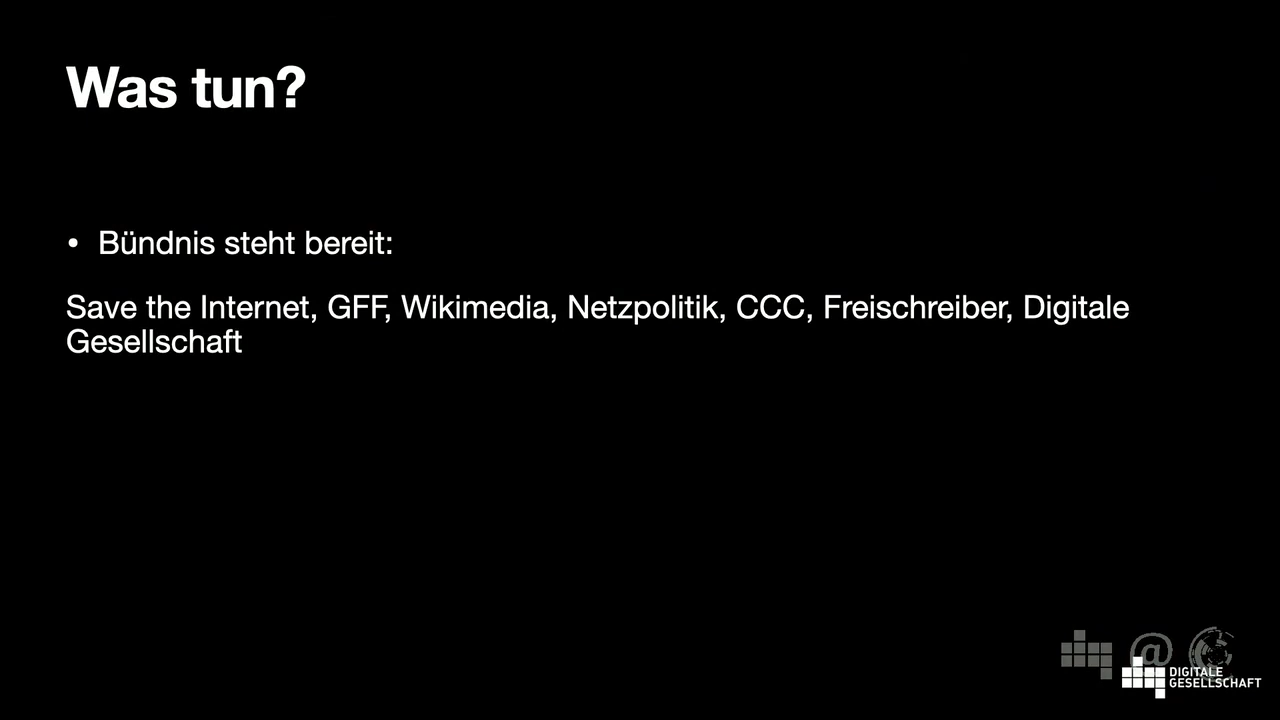 Was tun?
• Bündnis steht bereit:
Save the Internet, GFF, Wikimedia, Netzpolitik, CCC, Freischreiber, Digitale
Gesellschaft
@
DIGITALE
GESELLSCHAFT